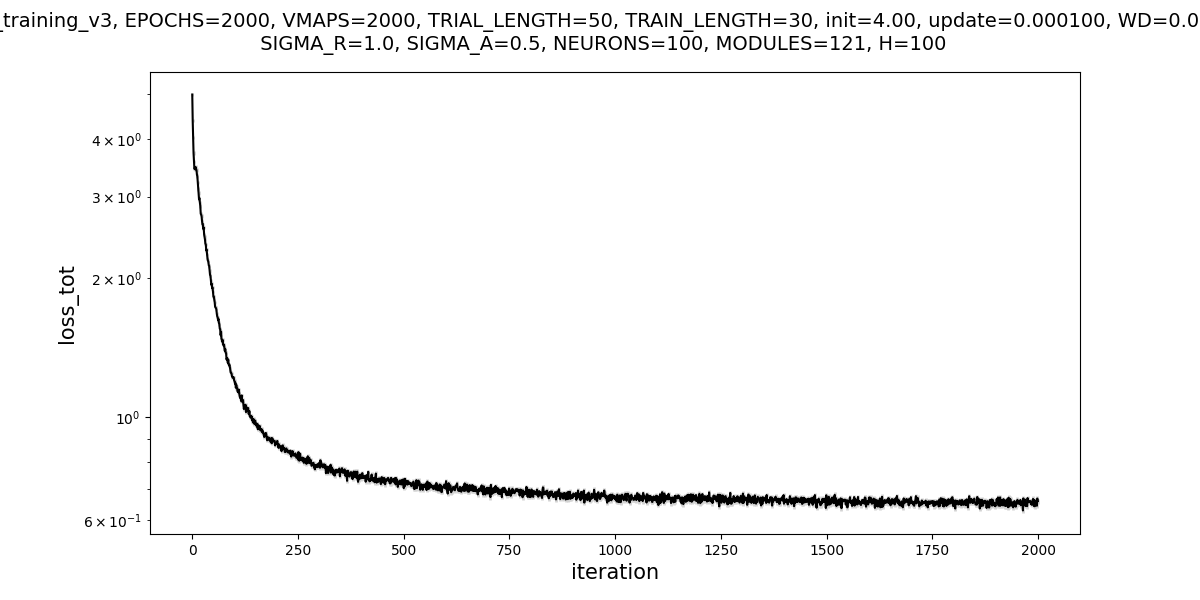 _training_v3, EPOCHS=2000, VMAPS=2000, TRIAL_LENGTH=50, TRAIN_LENGTH=30, init=4.00, update=0.000100, WD=0.0
SIGMA_R=1.0, SIGMA_A=0.5, NEURONS=100, MODULES=121, H=100
4 × 10⁰
3 × 10⁰
2 × 10⁰
10⁰
6 × 10⁻¹
loss_tot
0 250 500 750 1000 1250 1500 1750 2000
iteration